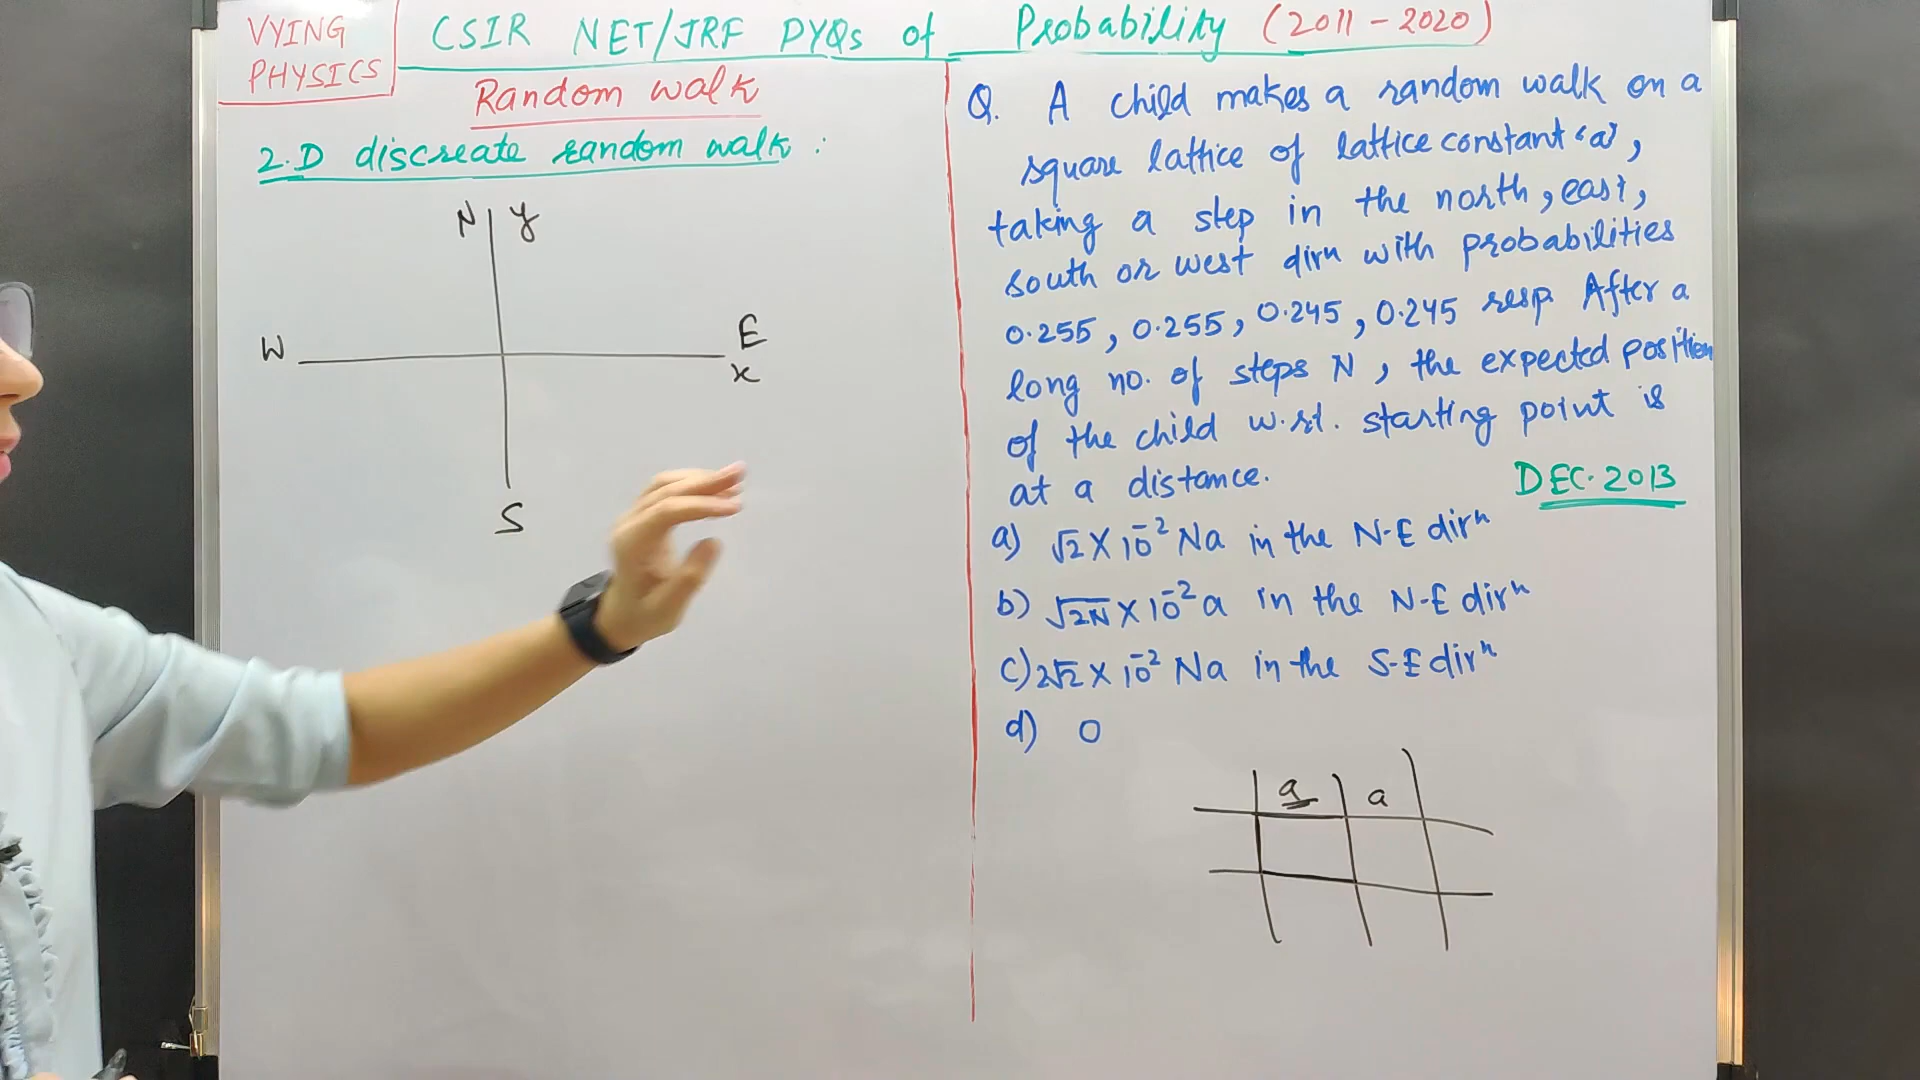 VYING
PHYSICS
CSIR NET/JRF PYQs of Probability (2011-2020)
Random walk
2.D discreate random walk :
N y
W
E
x
S
Q. A child makes a random walk on a
square lattice of lattice constant 'a',
taking a step in the north, east,
south or west dirn with probabilities
0.255, 0.255, 0.245, 0.245 resp. After a
long no. of steps N, the expected position
of the child w.r.t. starting point is
at a distance.
DEC. 2013
a) √2 × 10⁻² Na in the N-E dirⁿ
b) √2N × 10⁻² a in the N-E dirⁿ
c) 2√2 × 10⁻² Na in the S-E dirⁿ
d) 0
a a